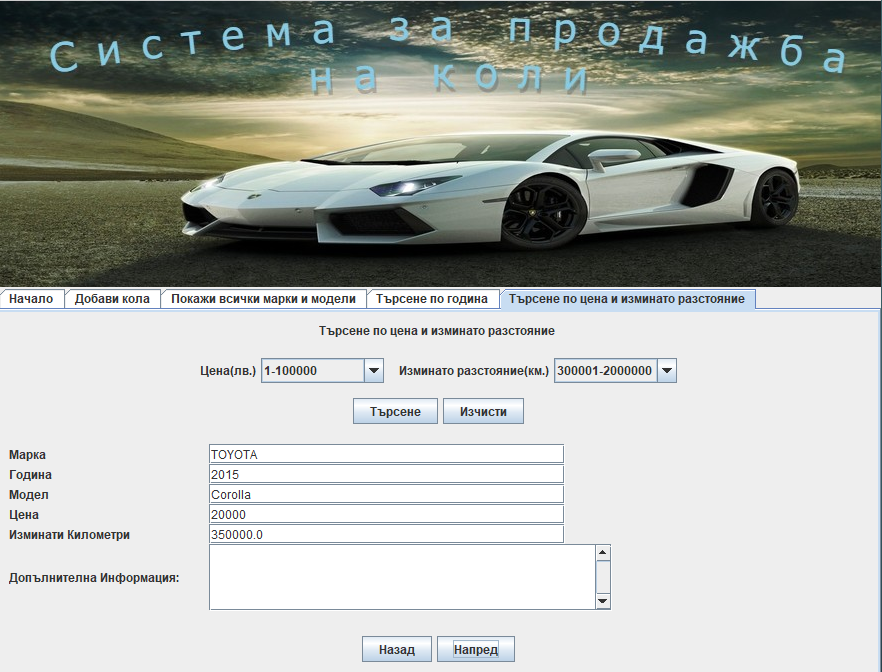 Система за продажба
на коли
Начало Добави кола Покажи всички марки и модели Търсене по година Търсене по цена и изминато разстояние
Търсене по цена и изминато разстояние
Цена(лв.) 1-100000 Изминато разстояние(км.) 300001-2000000
Търсене Изчисти
Марка TOYOTA
Година 2015
Модел Corolla
Цена 20000
Изминати Километри 350000.0
Допълнителна Информация:
Назад Напред